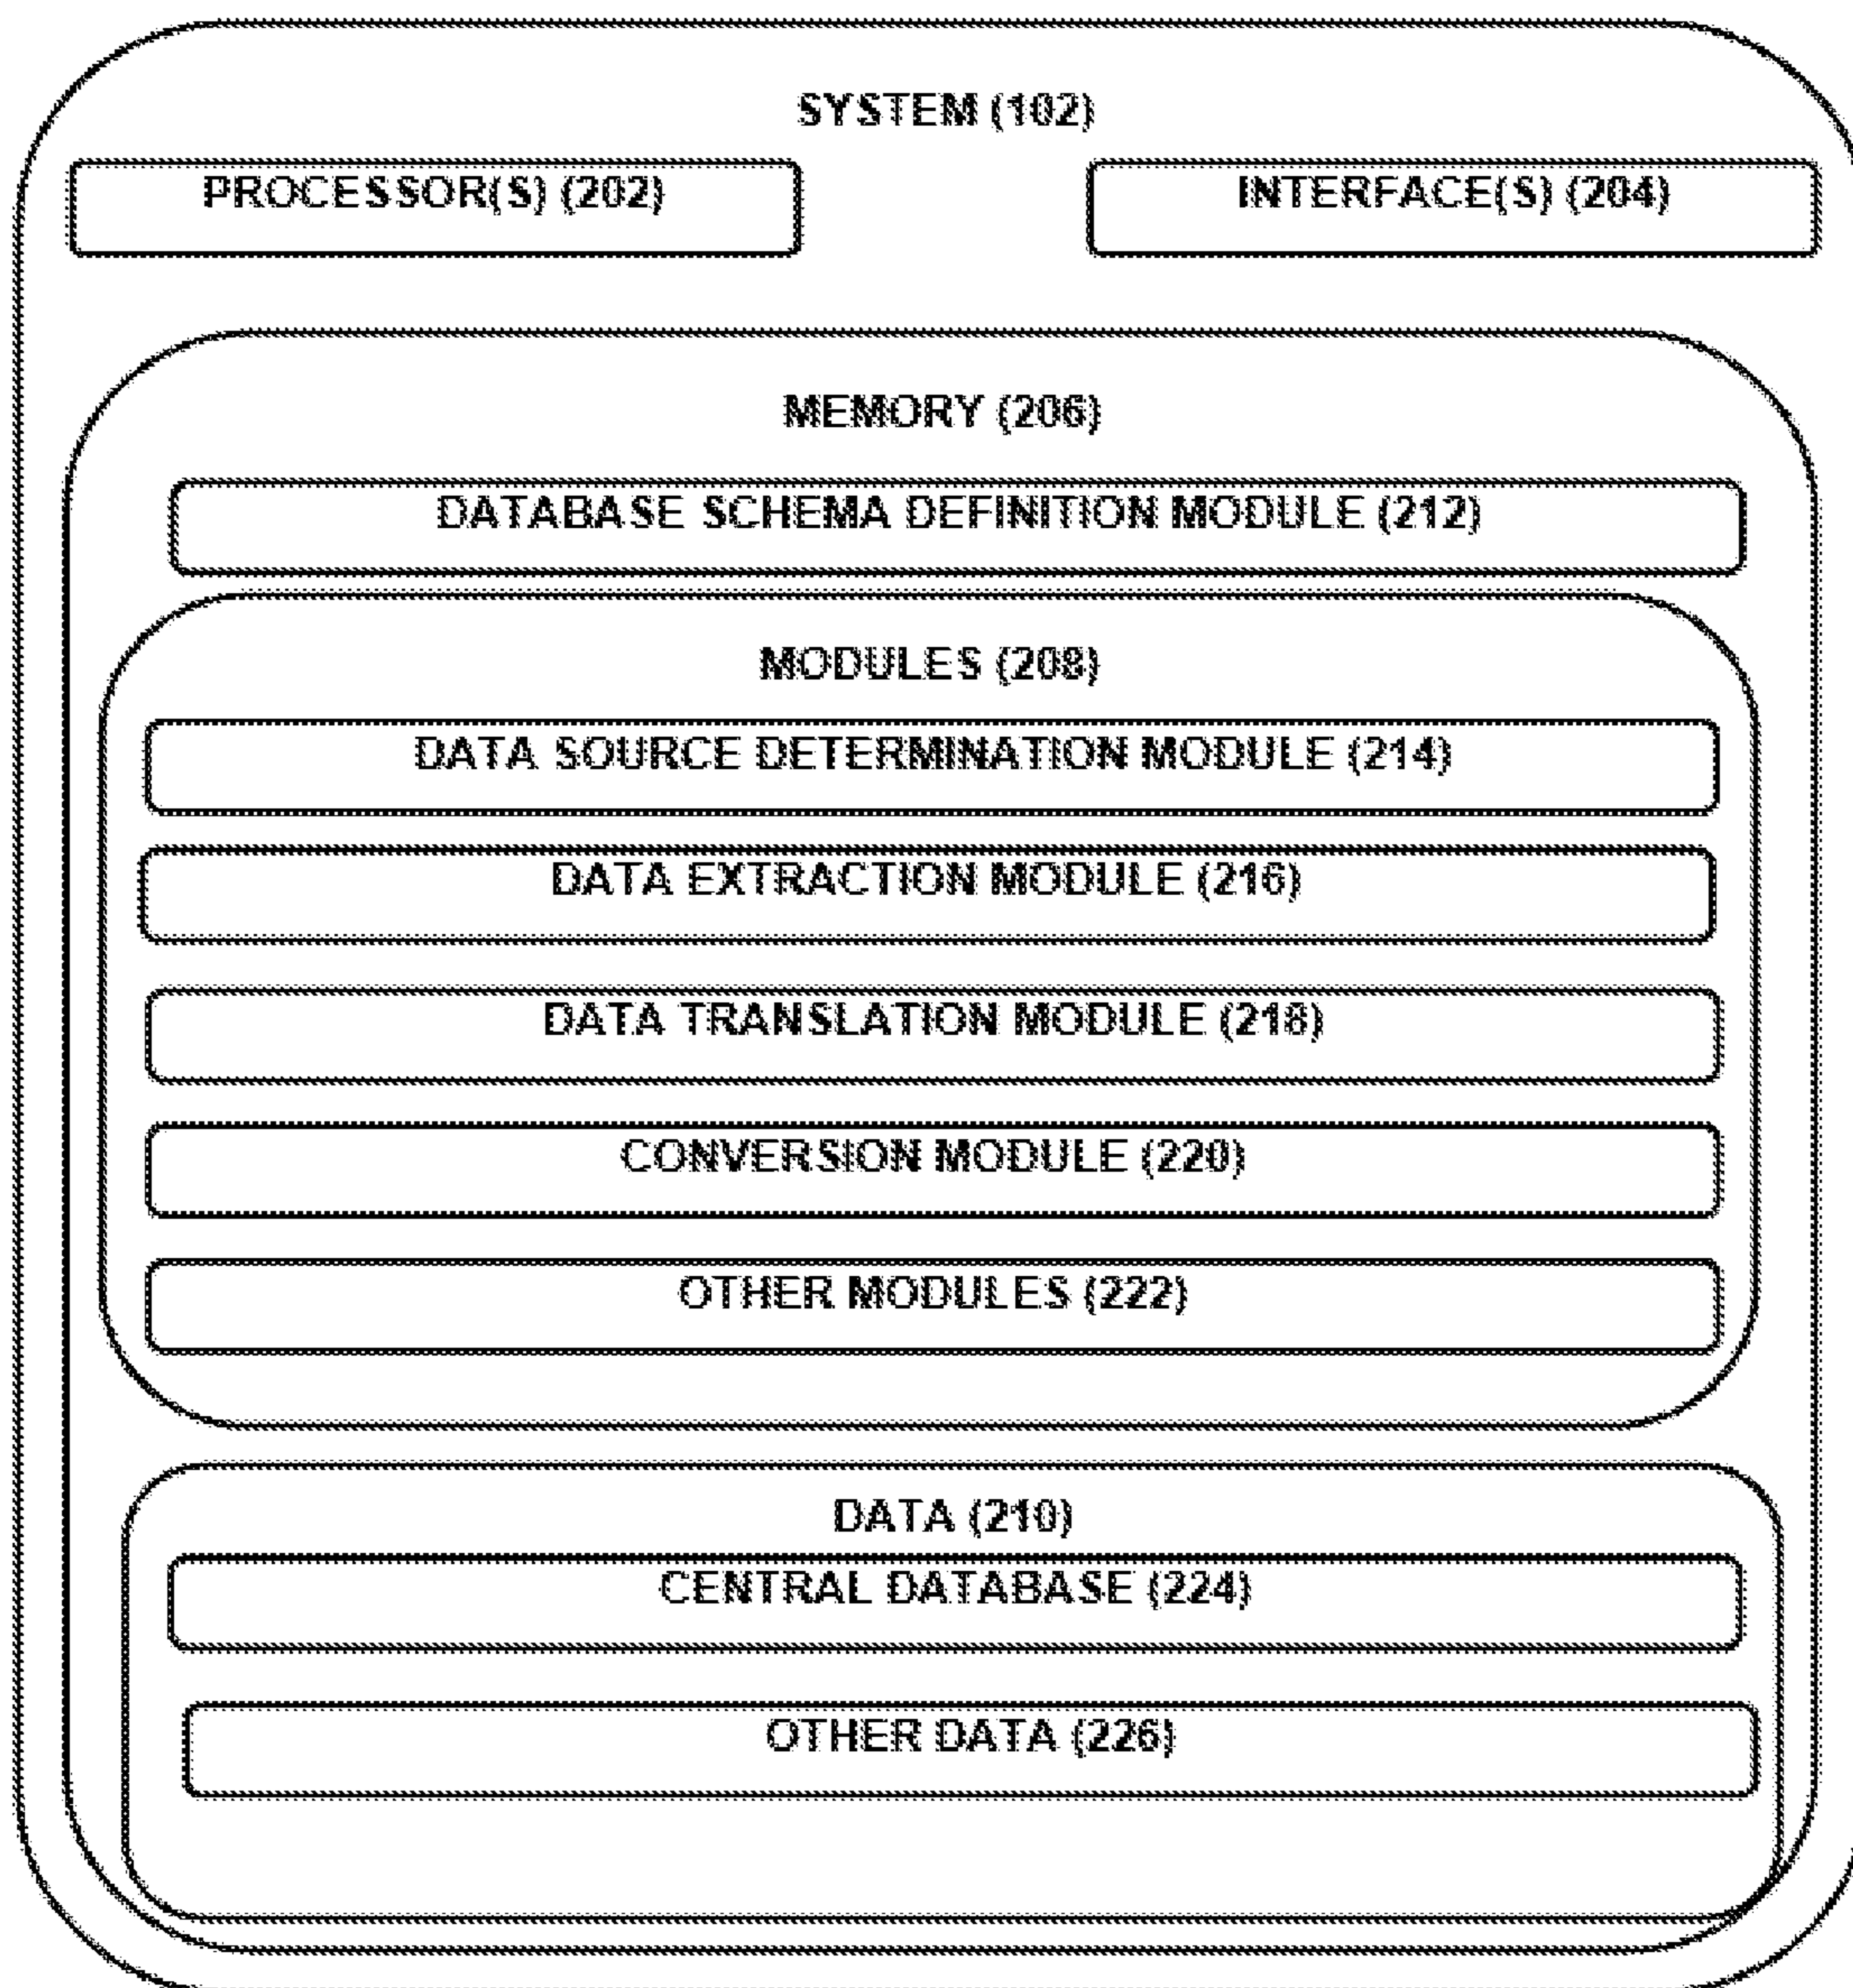 SYSTEM (102)
PROCESSOR(S) (202)
INTERFACE(S) (204)
MEMORY (206)
DATABASE SCHEMA DEFINITION MODULE (212)
MODULES (208)
DATA SOURCE DETERMINATION MODULE (214)
DATA EXTRACTION MODULE (216)
DATA TRANSLATION MODULE (218)
CONVERSION MODULE (220)
OTHER MODULES (222)
DATA (210)
CENTRAL DATABASE (224)
OTHER DATA (226)